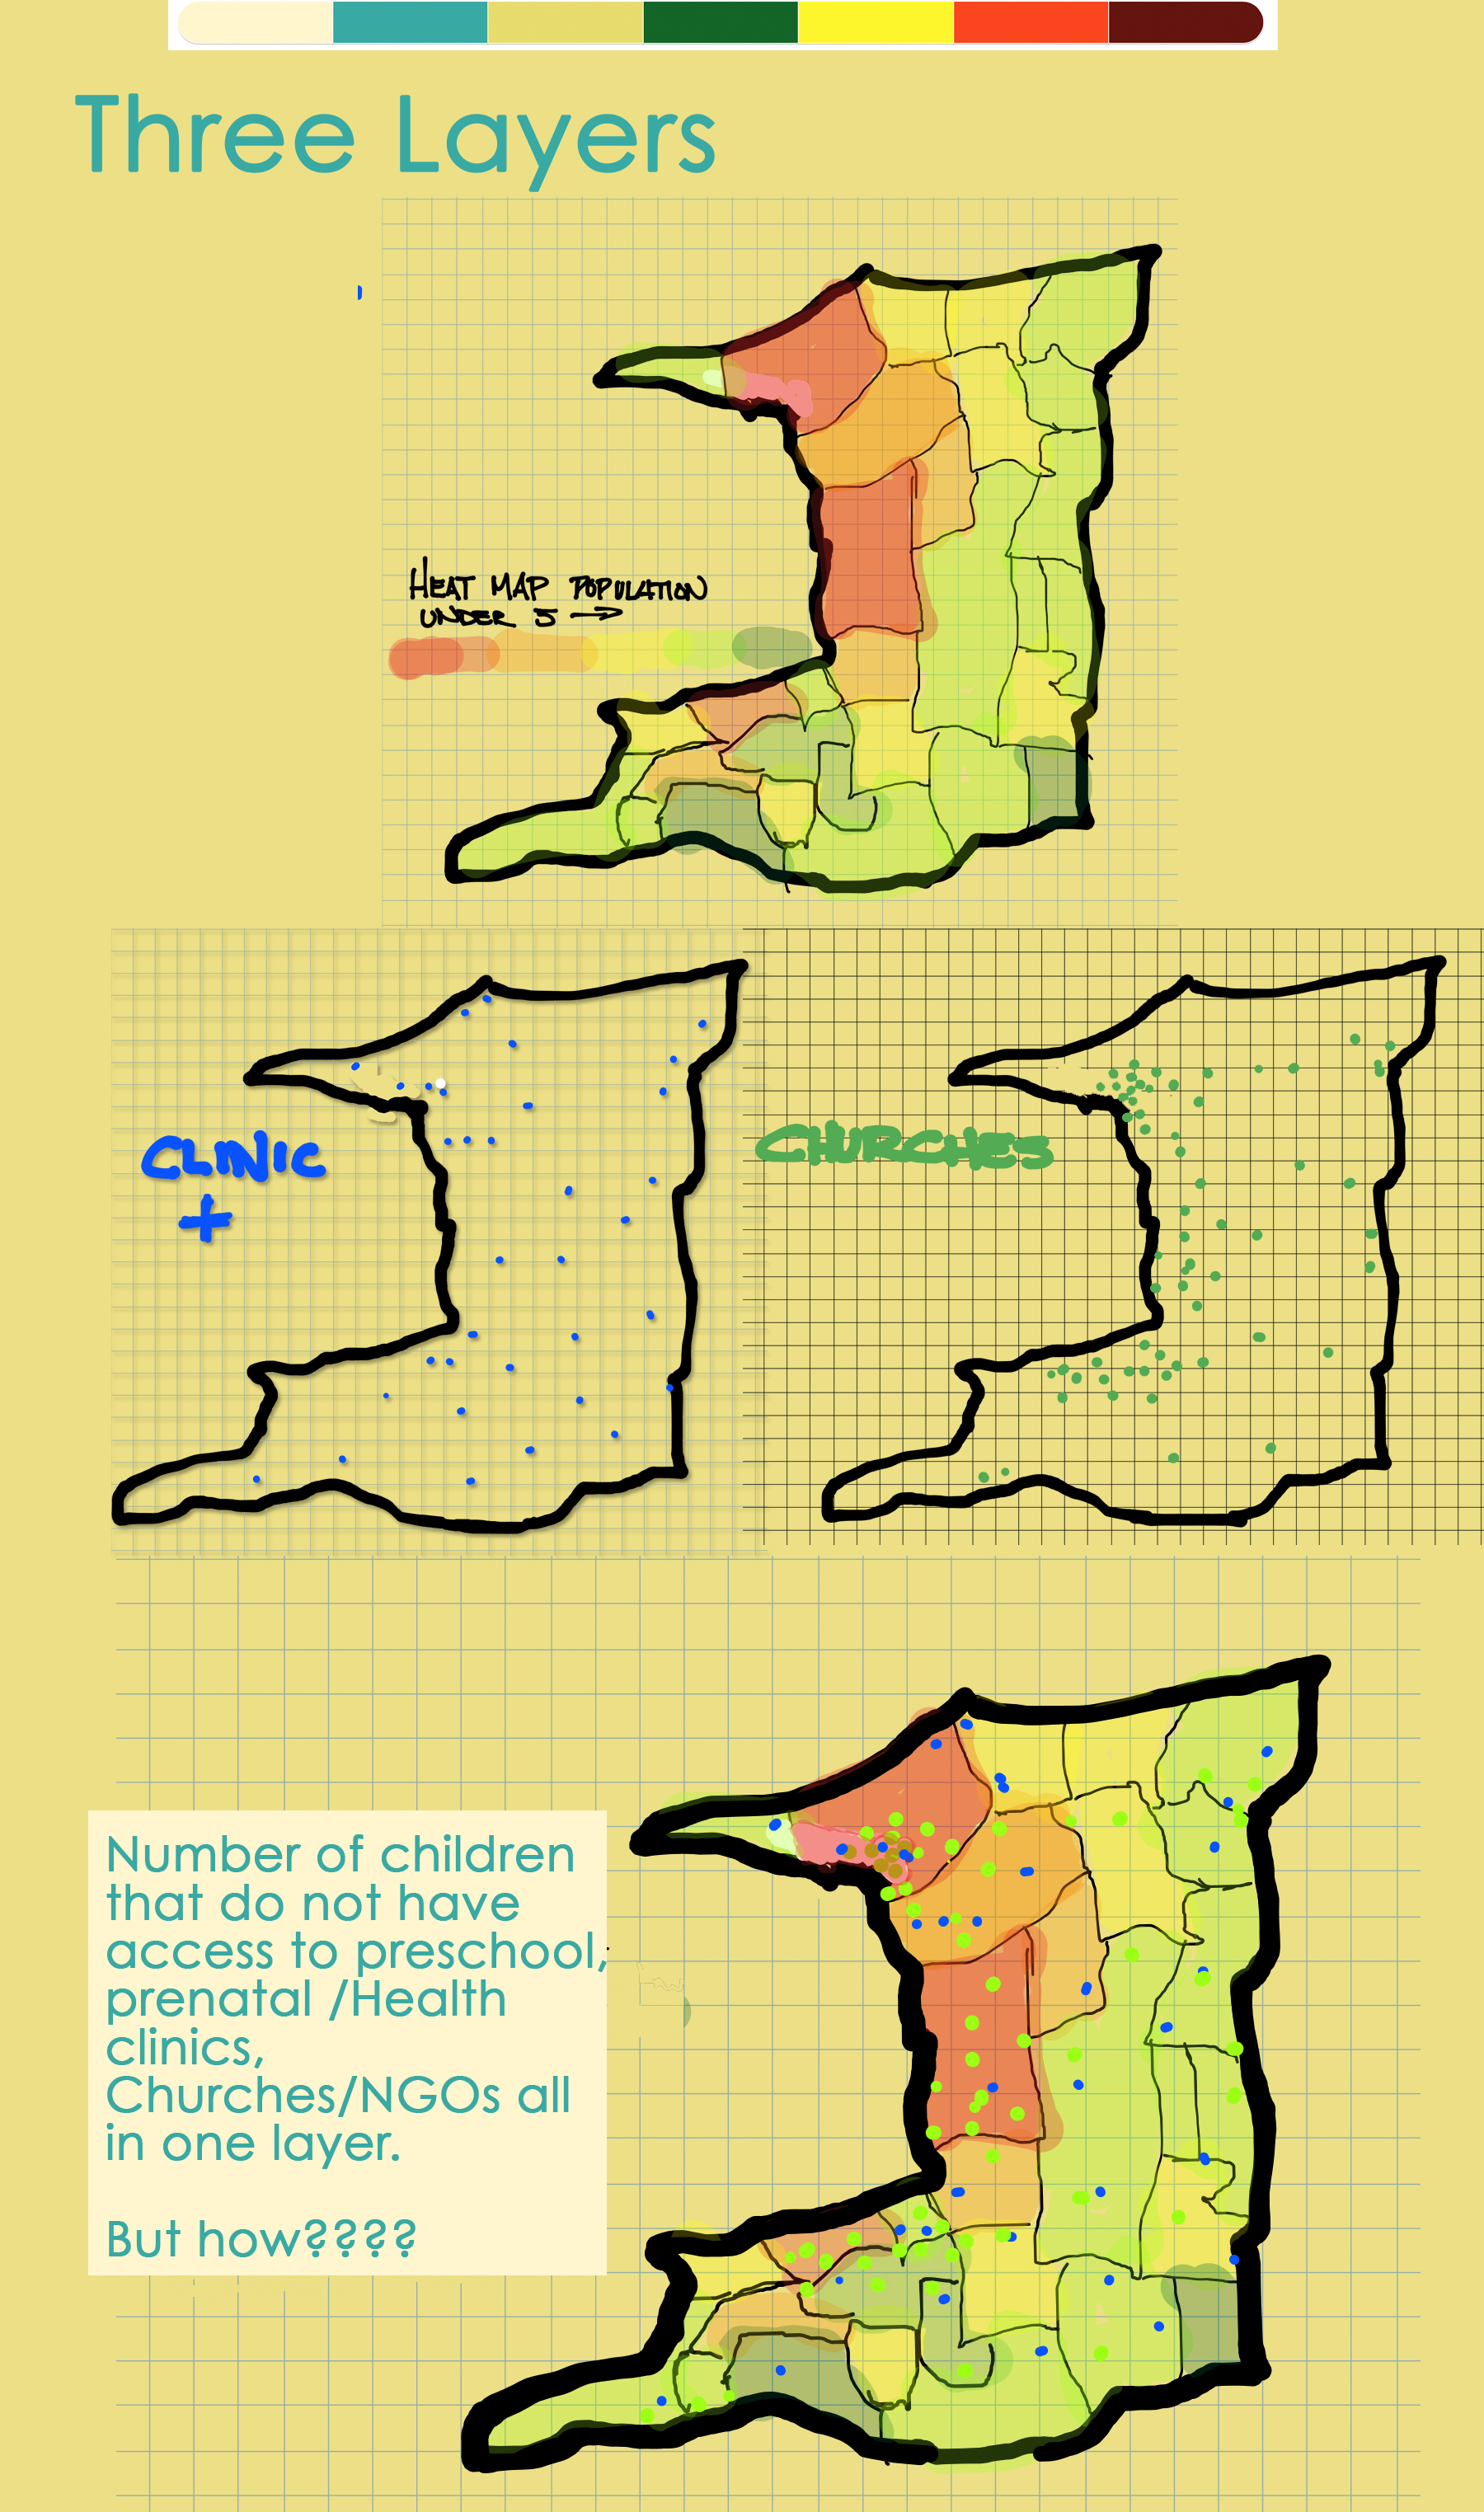 Three Layers
HEAT MAP POPULATION
UNDER 5
CLINIC
+
CHURCHES
Number of children
that do not have
access to preschool,
prenatal /Health
clinics,
Churches/NGOs all
in one layer.
But how????